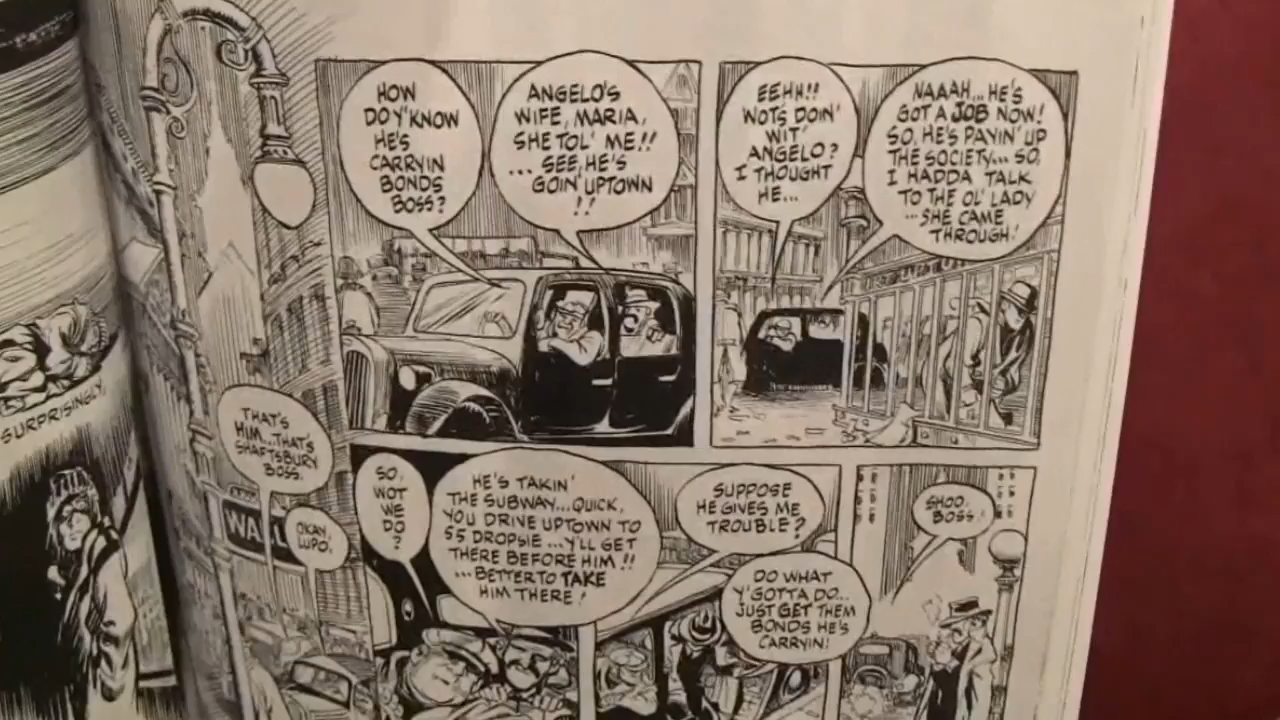 SURPRISINGLY,
THAT'S
HIM...THAT'S
SHAFTSBURY
BOSS.
OKAY,
LUPO.
WALL
HOW
DO Y'KNOW
HE'S
CARRYIN
BONDS
BOSS?
ANGELO'S
WIFE, MARIA,
SHE TOL' ME!!
...SEE, HE'S
GOIN' UPTOWN
!!
EEHH!!
WOTS DOIN'
WIT'
ANGELO?
I THOUGHT
HE...
NAAAH... HE'S
GOT A JOB NOW!
SO, HE'S PAYIN' UP
THE SOCIETY... SO,
I HADDA TALK
TO THE OL' LADY
...SHE CAME
THROUGH!
SO,
WOT
WE
DO
?
HE'S TAKIN'
THE SUBWAY...QUICK,
YOU DRIVE UPTOWN TO
55 DROPSIE ...Y'LL GET
THERE BEFORE HIM!!
...BETTER TO TAKE
HIM THERE!
SUPPOSE
HE GIVES ME
TROUBLE?
DO WHAT
Y'GOTTA DO...
JUST GET THEM
BONDS HE'S
CARRYIN!
SHOO,
BOSS!